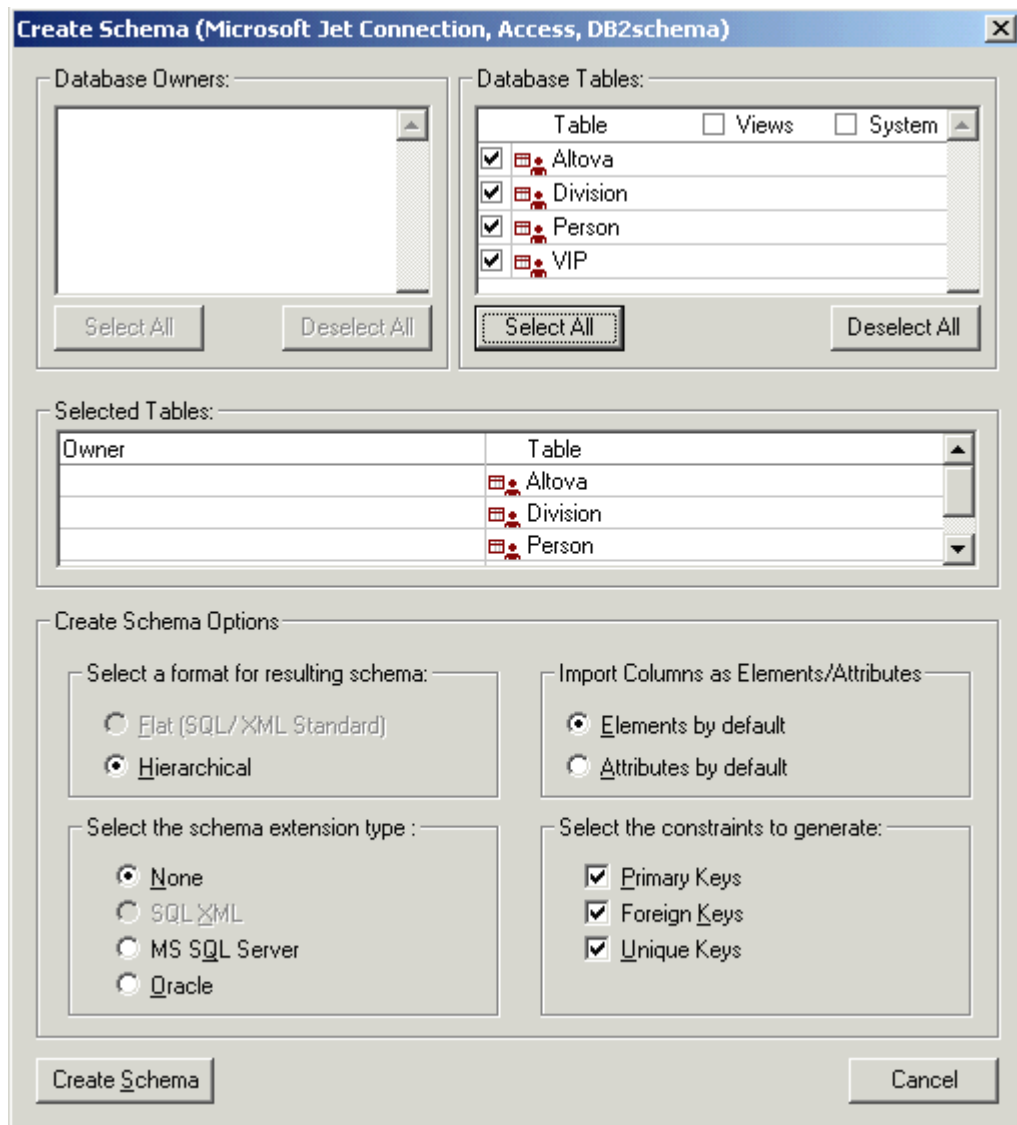 Create Schema (Microsoft Jet Connection, Access, DB2schema)
Database Owners:
Select All
Deselect All
Database Tables:
Table Views System
Altova
Division
Person
VIP
Select All
Deselect All
Selected Tables:
Owner Table
Altova
Division
Person
Create Schema Options
Select a format for resulting schema:
Flat (SQL/XML Standard)
Hierarchical
Import Columns as Elements/Attributes
Elements by default
Attributes by default
Select the schema extension type :
None
SQL XML
MS SQL Server
Oracle
Select the constraints to generate:
Primary Keys
Foreign Keys
Unique Keys
Create Schema
Cancel